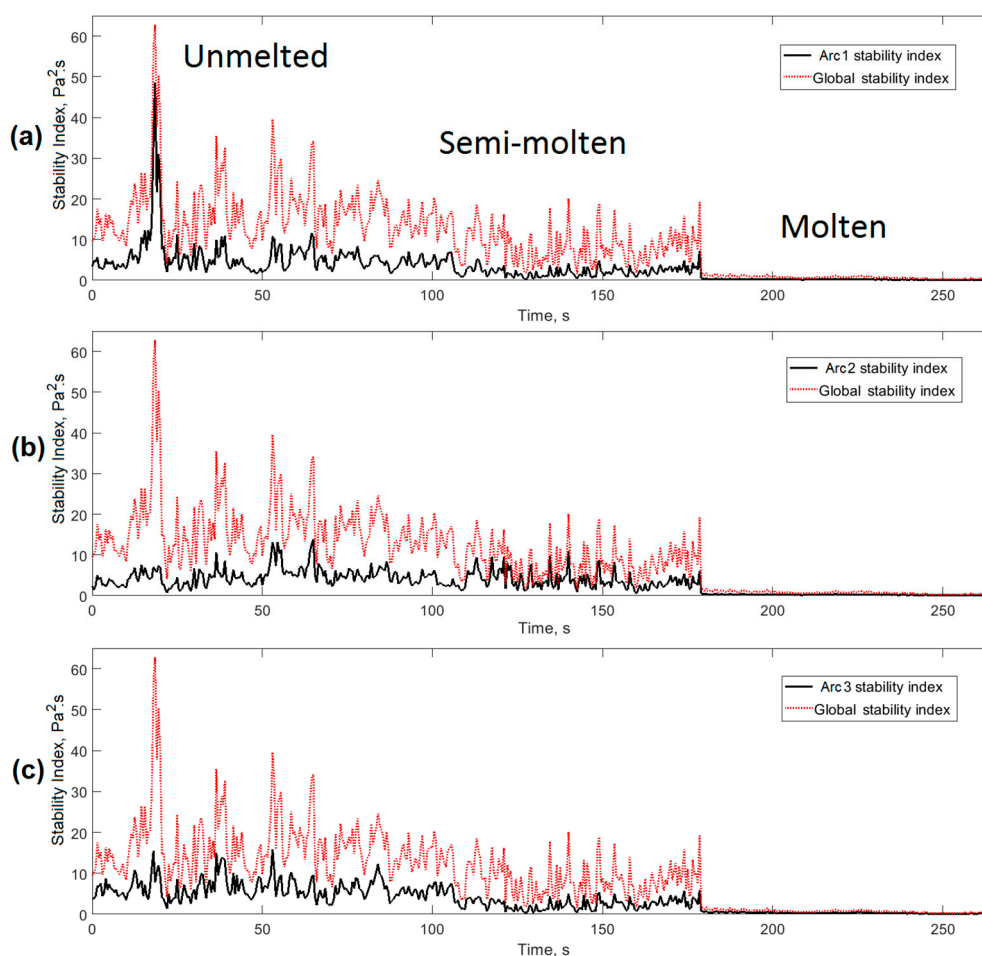 (a)
Stability Index, Pa².s
60
50
40
30
20
10
0
Unmelted
Semi-molten
Molten
Arc1 stability index
Global stability index
0 50 100 150 200 250
Time, s
(b)
Stability Index, Pa².s
60
50
40
30
20
10
0
Arc2 stability index
Global stability index
0 50 100 150 200 250
Time, s
(c)
Stability Index, Pa².s
60
50
40
30
20
10
0
Arc3 stability index
Global stability index
0 50 100 150 200 250
Time, s